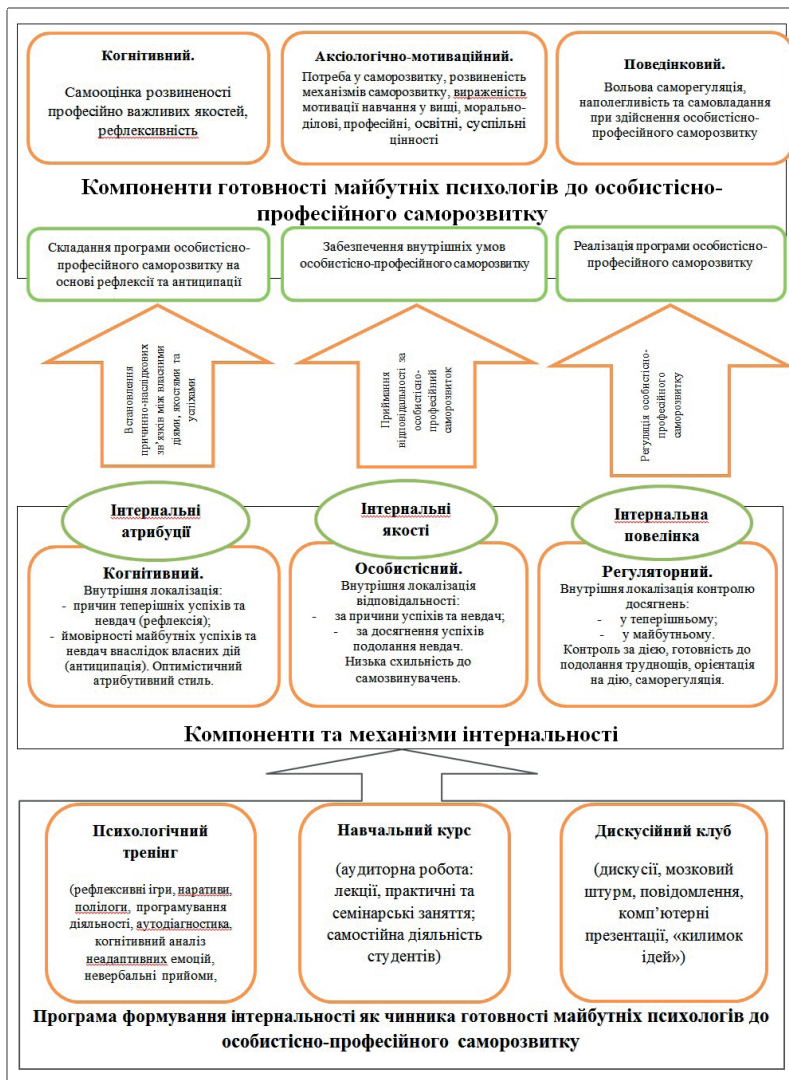 Когнитивний.
Самооцінка розвиненості
професійно важливих якостей,
рефлексивність
Аксіологічно-мотиваційний.
Потреба у саморозвитку, розвиненість
механізмів саморозвитку, вираженість
мотивації навчання у вищі, морально-
ділові, професійні, освітні, суспільні
цінності
Поведінковий.
Вольова саморегуляція,
наполегливість та самовладання
при здійснення особистісно-
професійного саморозвитку
Компоненти готовності майбутніх психологів до особистісно-
професійного саморозвитку
Складання програми особистісно-
професійного саморозвитку на
основі рефлексії та антиципації
Забезпечення внутрішніх умов
особистісно-професійного саморозвитку
Реалізація програми особистісно-
професійного саморозвитку
Встановлення
причинно-наслідкових
зв’язків між власними
діями, якостями та
успіхами
Приймання
відповідальності за
особистісно-
професійний
саморозвиток
Регуляція особистісно-
професійного
саморозвитку
Інтернальні
атрибуції
Інтернальні
якості
Інтернальна
повелінка
Когнитивний.
Внутрішня локалізація:
- причин теперішніх успіхів та
невдач (рефлексія);
- ймовірності майбутніх успіхів та
невдач внаслідок власних дій
(антиципація). Оптимістичний
атрибутивний стиль.
Особистісний.
Внутрішня локалізація
відповідальності:
- за причини успіхів та невдач;
- за досягнення успіхів
подолання невдач.
Низька схильність до
самозвинувачень.
Регуляторний.
Внутрішня локалізація контролю
досягнень:
- у теперішньому;
- у майбутньому.
Контроль за дією, готовність до
подолання труднощів, орієнтація
на дію, саморегуляція.
Компоненти та механізми інтернальності
Психологічний
тренінг
(рефлексивні ігри, наративи,
полілоги, програмування
діяльності, аутодіагностика,
когнитивний аналіз
неадаптивних емоцій,
невербальні прийоми,
Навчальний курс
(аудиторна робота:
лекції, практичні та
семінарські заняття;
самостійна діяльність
студентів)
Дискусійний клуб
(дискусії, мозковий
штурм, повідомлення,
комп’ютерні
презентації, «килимок
ідей»)
Програма формування інтернальності як чинника готовності майбутніх психологів до
особистісно-професійного саморозвитку